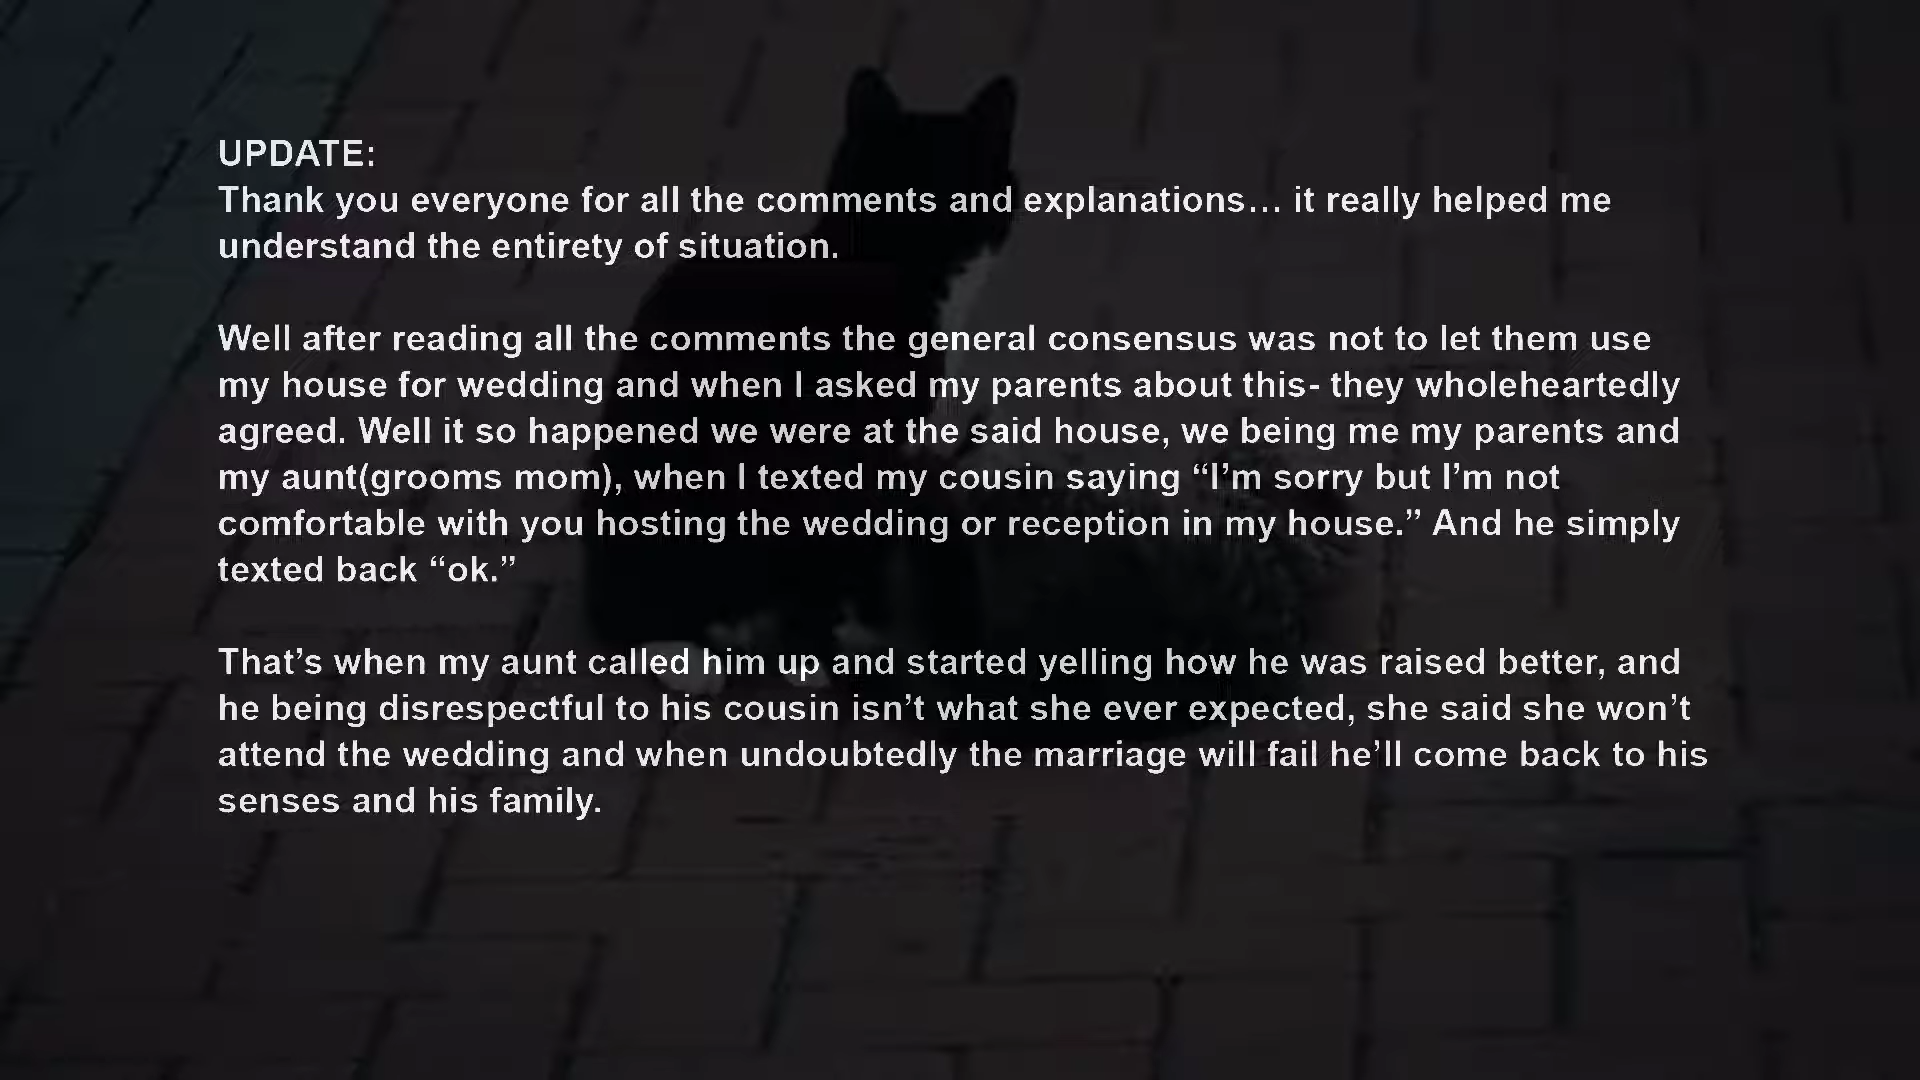 UPDATE:
Thank you everyone for all the comments and explanations… it really helped me
understand the entirety of situation.
Well after reading all the comments the general consensus was not to let them use
my house for wedding and when I asked my parents about this- they wholeheartedly
agreed. Well it so happened we were at the said house, we being me my parents and
my aunt(grooms mom), when I texted my cousin saying “I’m sorry but I’m not
comfortable with you hosting the wedding or reception in my house.” And he simply
texted back “ok.”
That’s when my aunt called him up and started yelling how he was raised better, and
he being disrespectful to his cousin isn’t what she ever expected, she said she won’t
attend the wedding and when undoubtedly the marriage will fail he’ll come back to his
senses and his family.